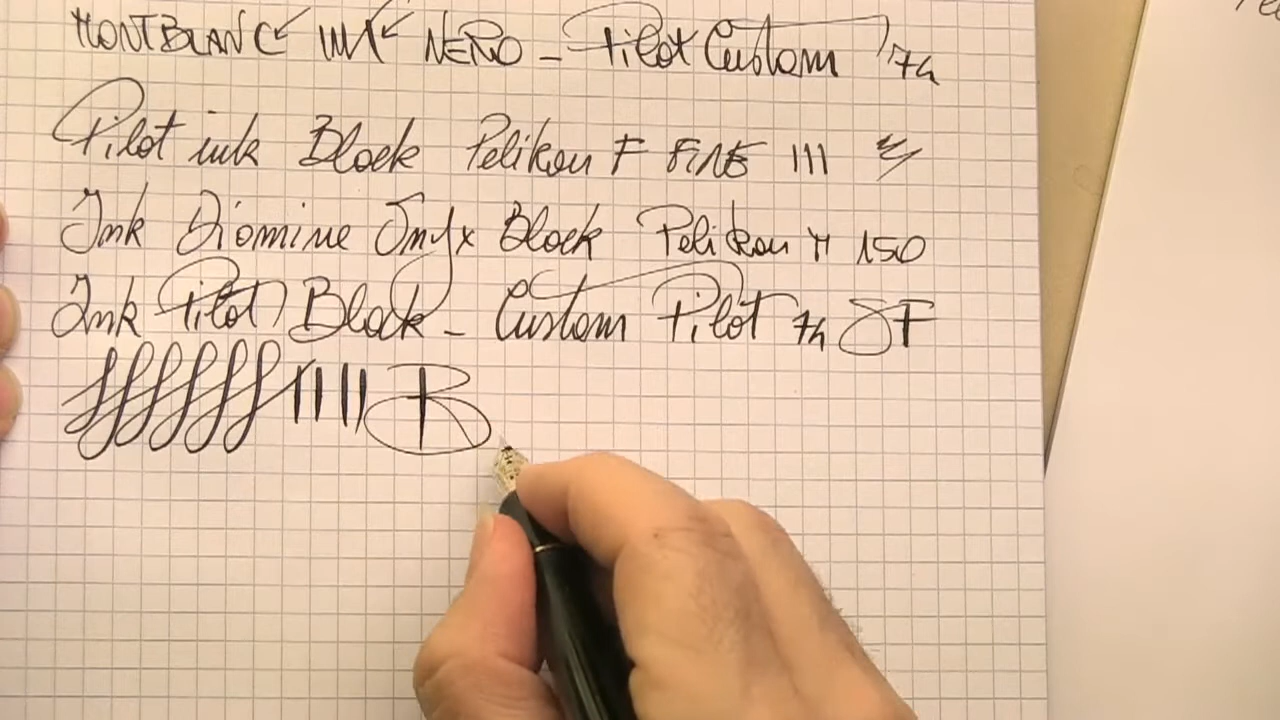 MONTBLANC INK NERO - Pilot Custom 74
Pilot ink Black Pelikan F FINE III
Ink Diamine Onyx Black Pelikan M 150
Ink Pilot Black - Custom Pilot 74 SF
B